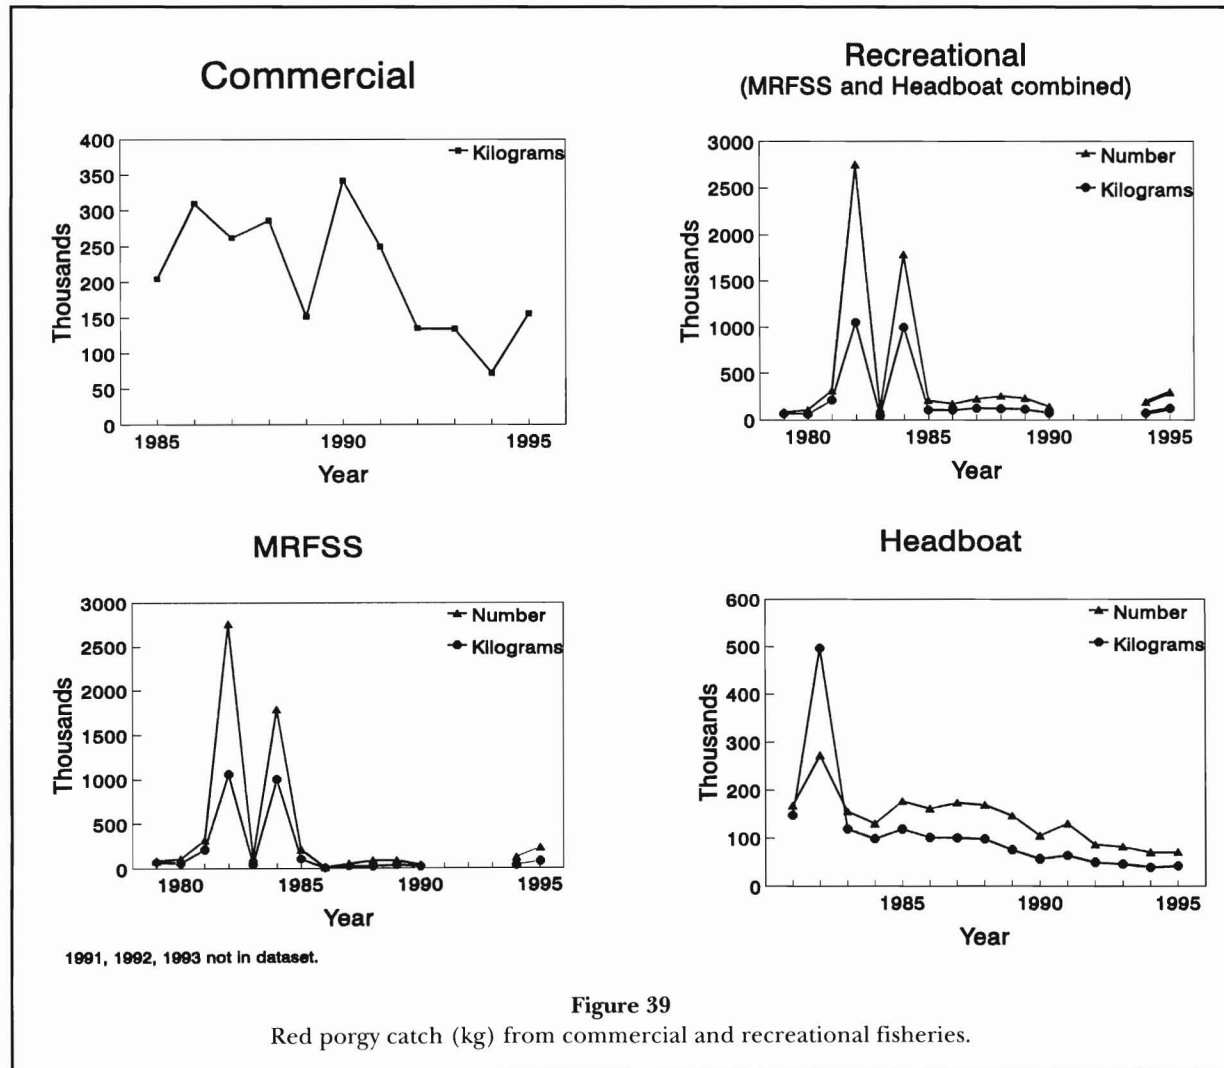 Commercial
400
350
300
250
200
150
100
50
0
Thousands
Kilograms
1985
1990
1995
Year
Recreational
(MRFSS and Headboat combined)
3000
2500
2000
1500
1000
500
0
Thousands
Number
Kilograms
1980
1985
1990
1995
Year
MRFSS
3000
2500
2000
1500
1000
500
0
Thousands
Number
Kilograms
1980
1985
1990
1995
Year
1991, 1992, 1993 not in dataset.
Headboat
600
500
400
300
200
100
0
Thousands
Number
Kilograms
1985
1990
1995
Year
Figure 39
Red porgy catch (kg) from commercial and recreational fisheries.